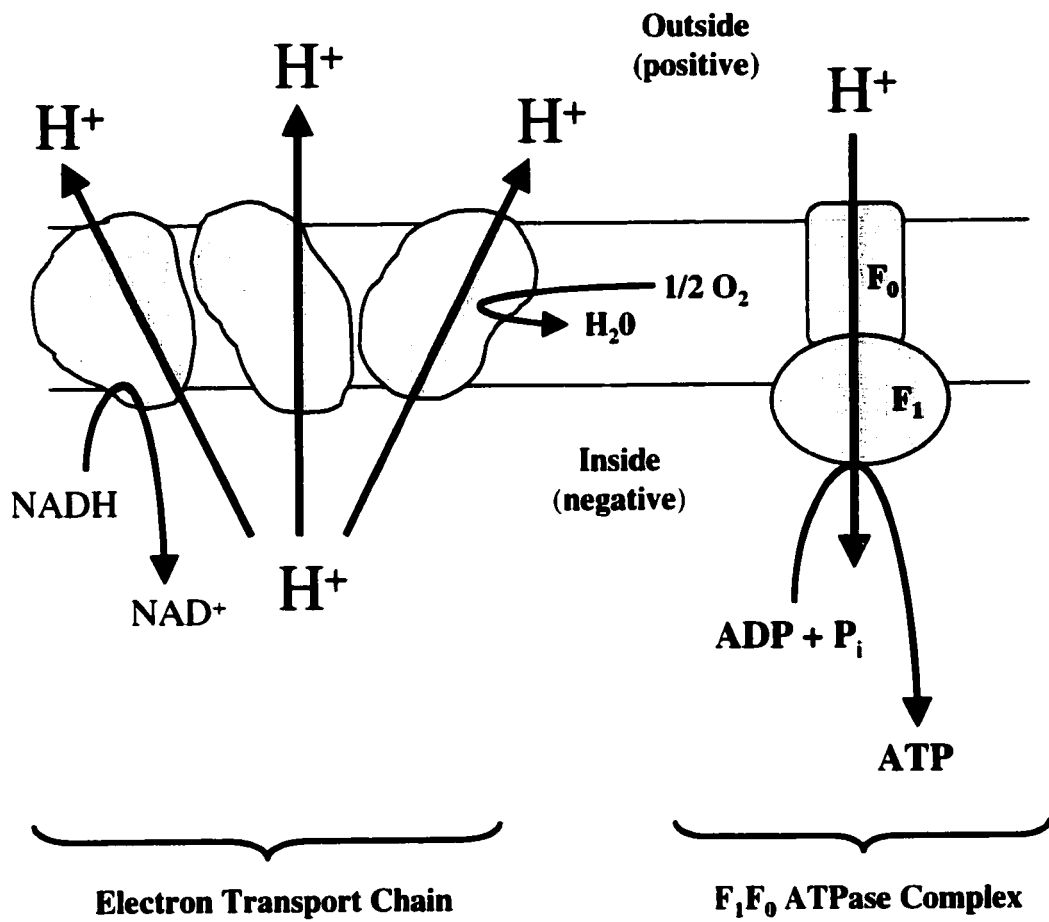 Outside
(positive)
H⁺
H⁺
H⁺
H⁺
F₀
1/2 O₂
H₂0
F₁
Inside
(negative)
NADH
NAD⁺
H⁺
ADP + Pᵢ
ATP
Electron Transport Chain
F₁F₀ ATPase Complex